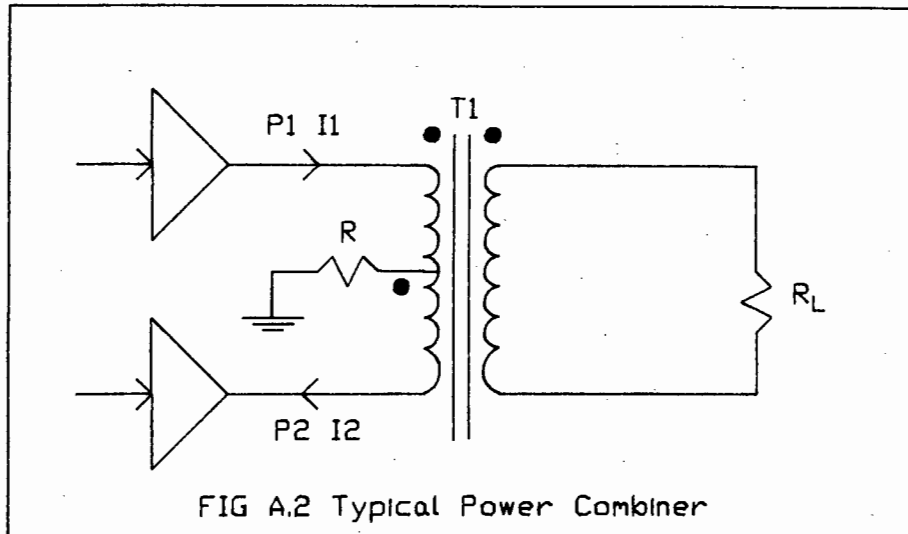 T1
P1 I1
R
RL
P2 I2
FIG A.2 Typical Power Combiner